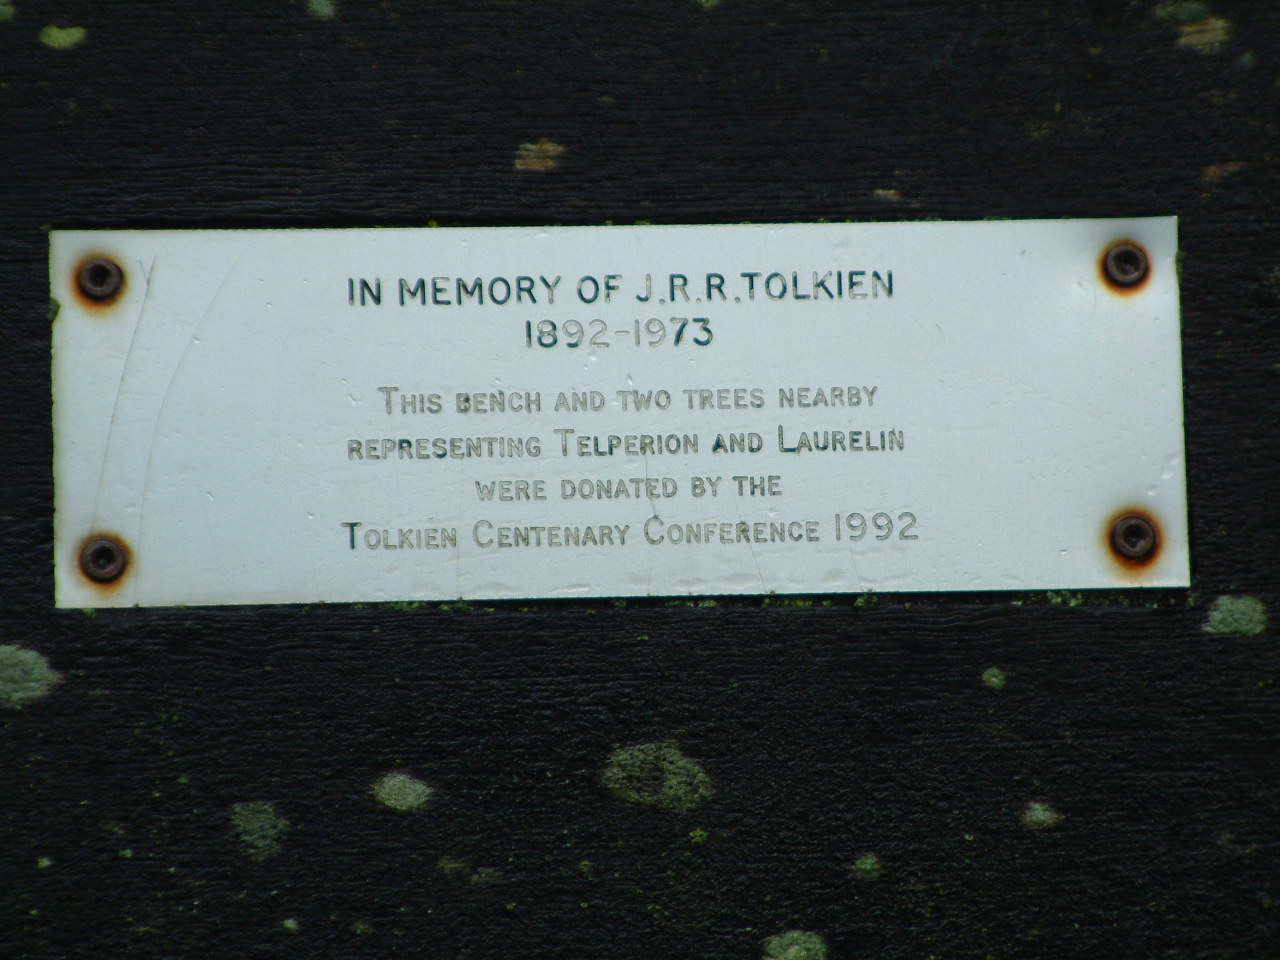 IN MEMORY OF J.R.R.TOLKIEN
1892-1973
THIS BENCH AND TWO TREES NEARBY
REPRESENTING TELPERION AND LAURELIN
WERE DONATED BY THE
TOLKIEN CENTENARY CONFERENCE 1992